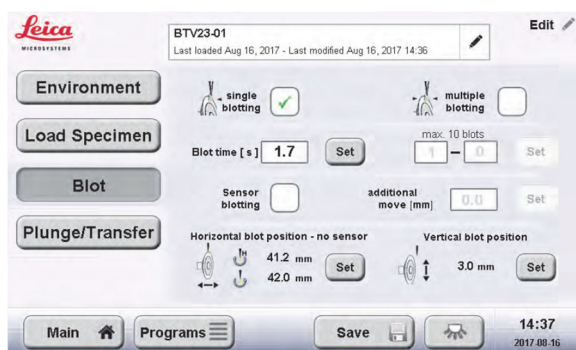 Leica
MICROSYSTEMS
BTV23-01
Last loaded Aug 16, 2017 - Last modified Aug 16, 2017 14:36
Edit
Environment
Load Specimen
Blot
Plunge/Transfer
single blotting
multiple blotting
Blot time [s] 1.7 Set
max. 10 blots
1 - 0 Set
Sensor blotting
additional move [mm] 0.0 Set
Horizontal blot position - no sensor
H 41.2 mm
42.0 mm
Set
Vertical blot position
3.0 mm Set
Main
Programs
Save
14:37
2017-08-16